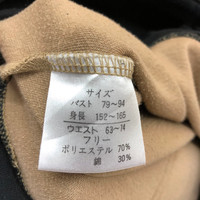 サイズ
バスト 79~94
身長 152~165
ウエスト 63~74
フリー
ポリエステル 70%
綿 30%